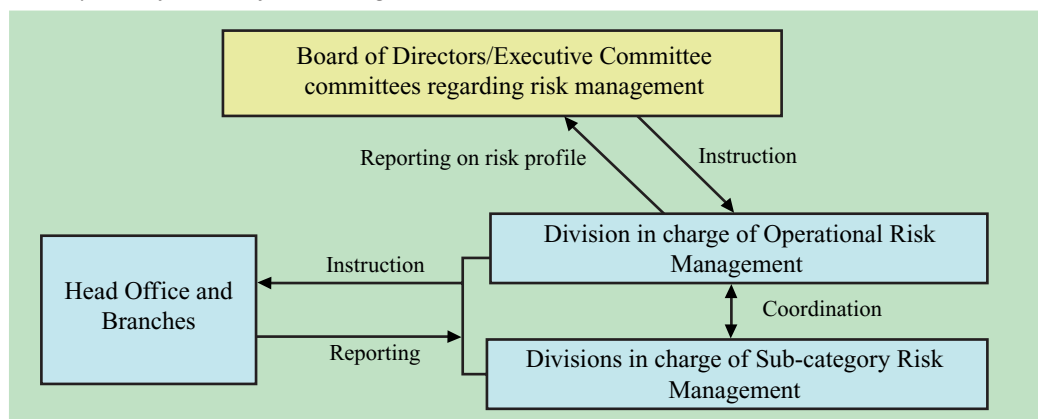 Board of Directors/Executive Committee
committees regarding risk management
Reporting on risk profile
Instruction
Division in charge of Operational Risk
Management
Head Office and
Branches
Instruction
Reporting
Coordination
Divisions in charge of Sub-category Risk
Management